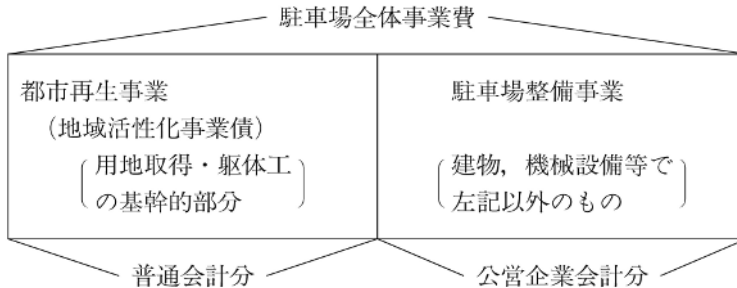 駐車場全体事業費
都市再生事業
（地域活性化事業債）
用地取得・躯体工
の基幹的部分
駐車場整備事業
建物，機械設備等で
左記以外のもの
普通会計分
公営企業会計分